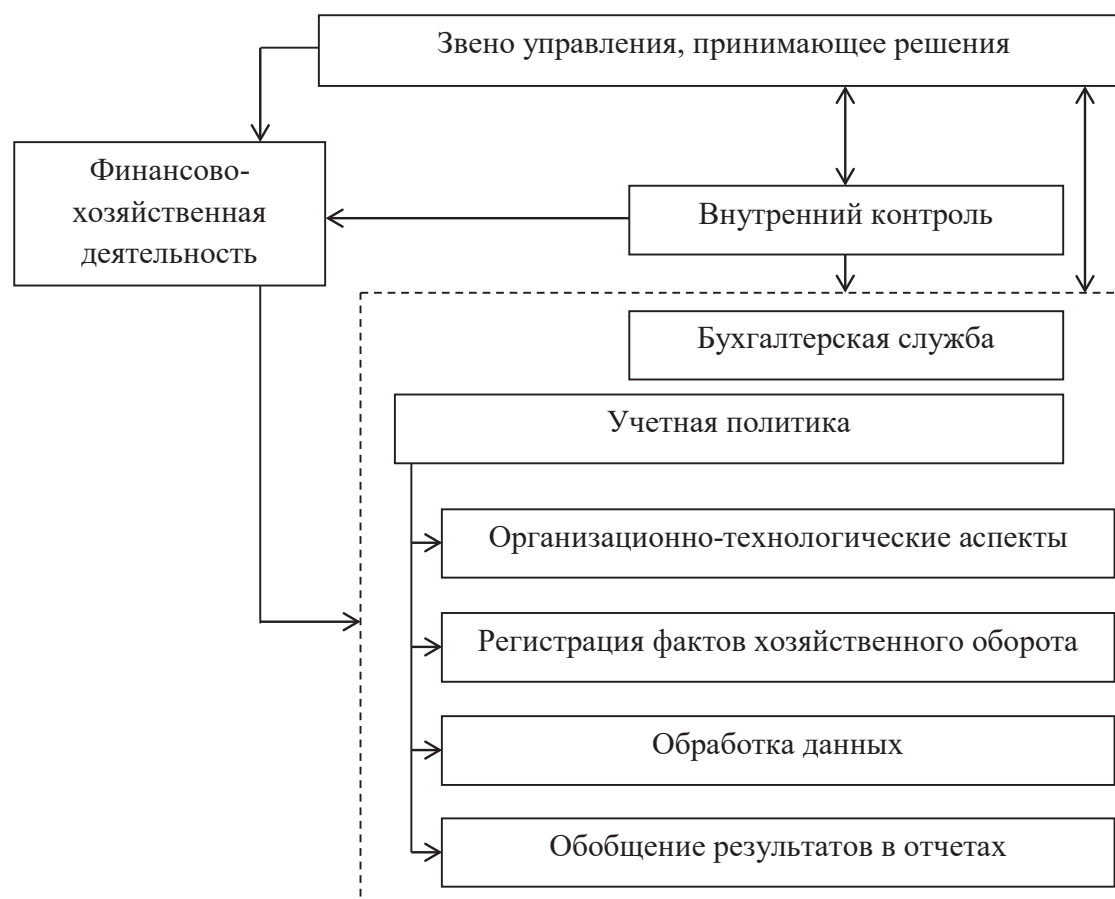 Звено управления, принимающее решения
Финансово-
хозяйственная
деятельность
Внутренний контроль
Бухгалтерская служба
Учетная политика
Организационно-технологические аспекты
Регистрация фактов хозяйственного оборота
Обработка данных
Обобщение результатов в отчетах